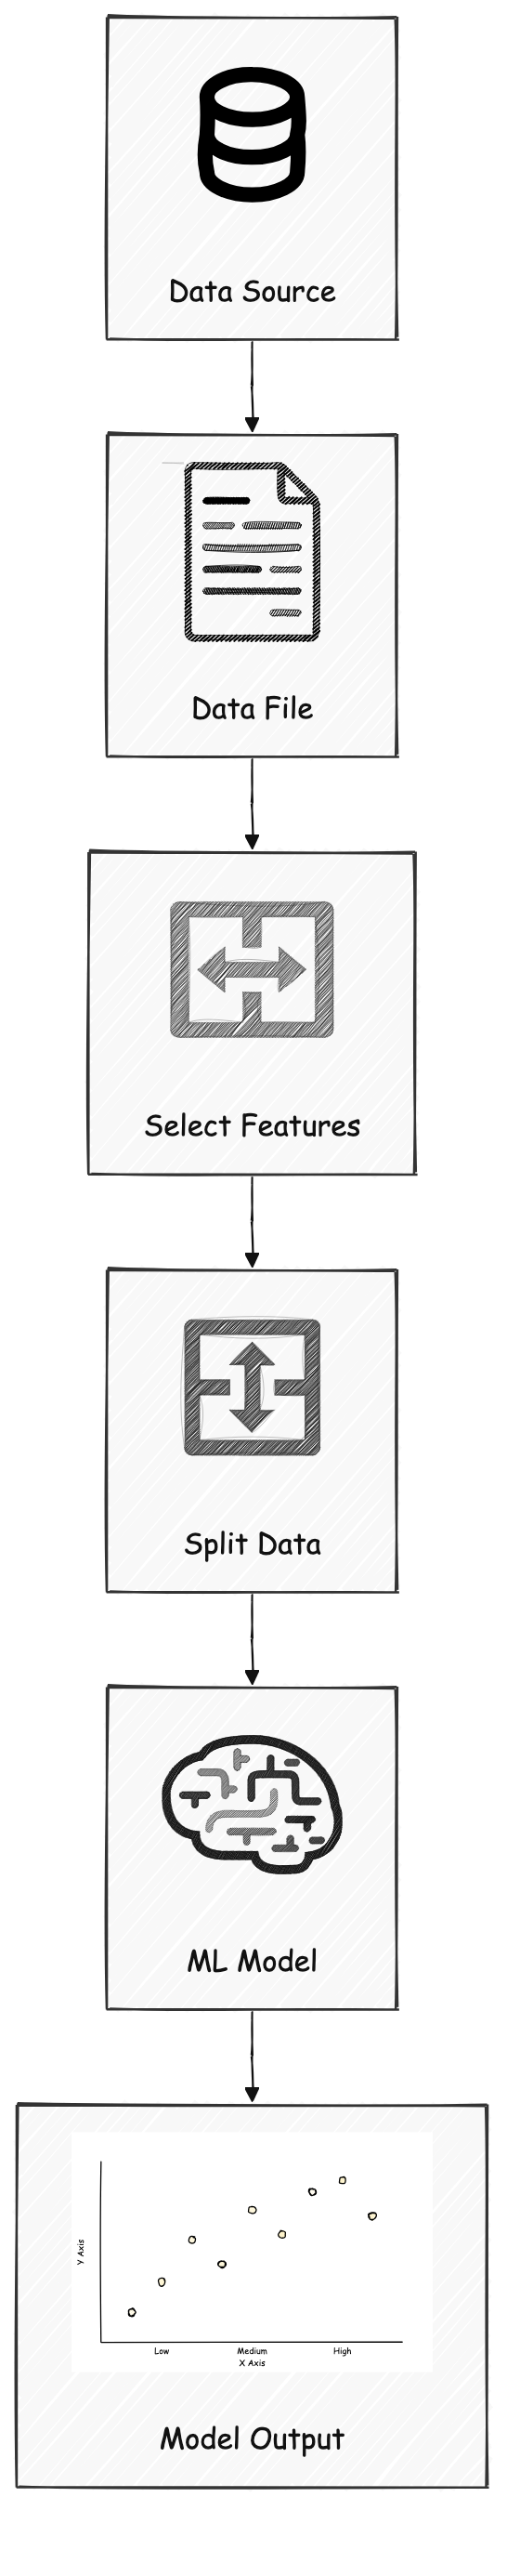 Data Source
Data File
Select Features
Split Data
ML Model
Y Axis
Low Medium High
X Axis
Model Output